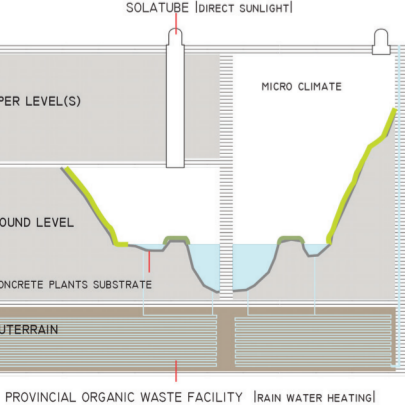 SOLATUBE |DIRECT SUNLIGHT|
MICRO CLIMATE
PER LEVEL(S)
OUND LEVEL
ONCRETE PLANTS SUBSTRATE
UTERRAIN
PROVINCIAL ORGANIC WASTE FACILITY |RAIN WATER HEATING|